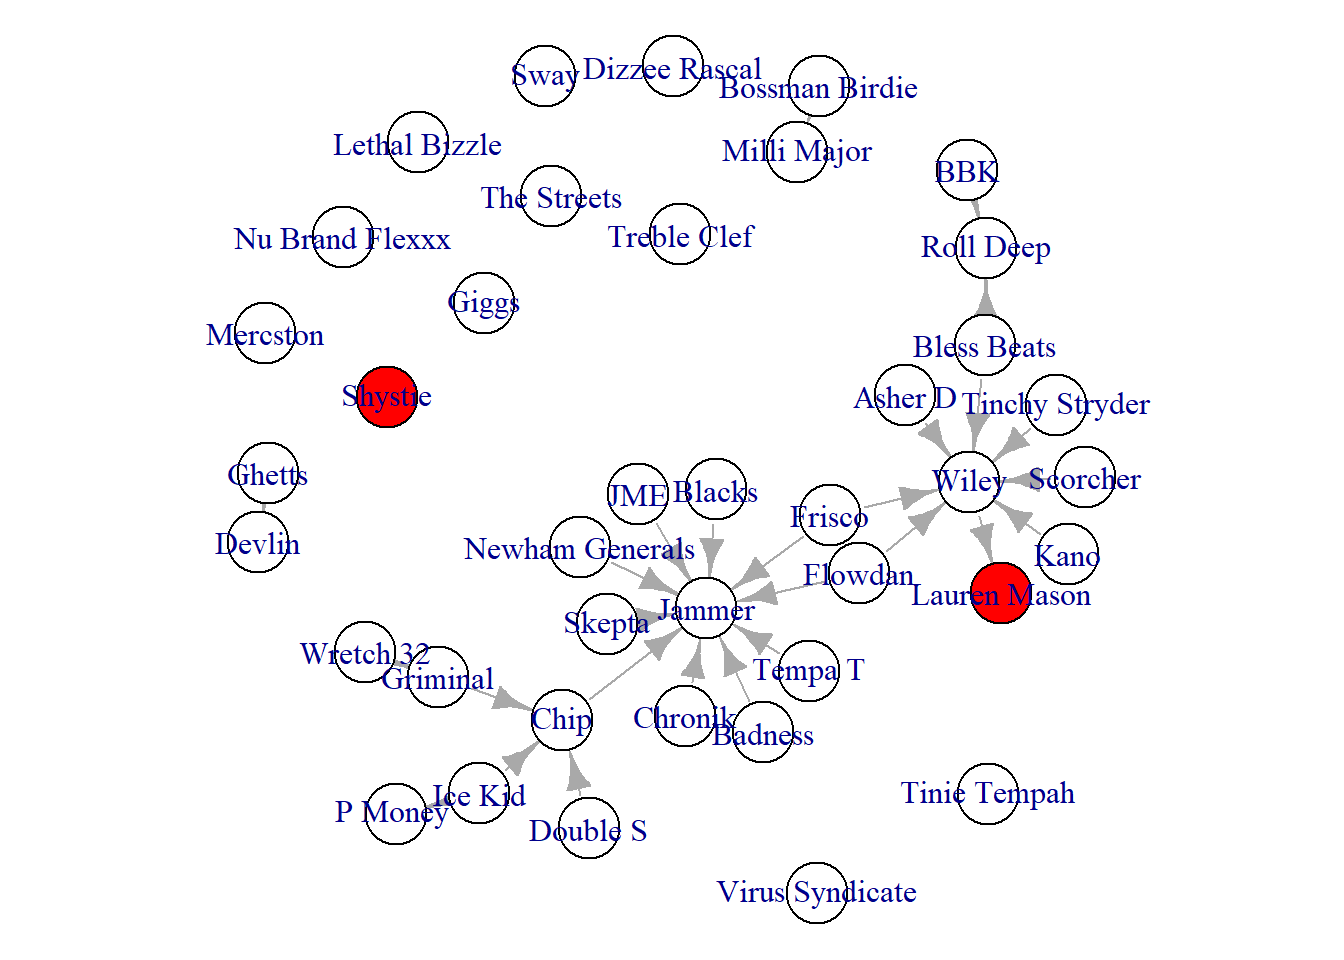 Sway
Dizzee Rascal
Bossman Birdie
Lethal Bizzle
Milli Major
BBK
The Streets
Nu Brand Flexxx
Treble Clef
Roll Deep
Giggs
Mercston
Bless Beats
Shystie
Asher D
Tinchy Stryder
Ghetts
Wiley
Scorcher
JME
Blacks
Frisco
Devlin
Newham Generals
Kano
Flowdan
Lauren Mason
Skepta
Jammer
Wretch 32
Griminal
Tempa T
Chip
Chronik
Badness
Ice Kid
Tinie Tempah
P Money
Double S
Virus Syndicate